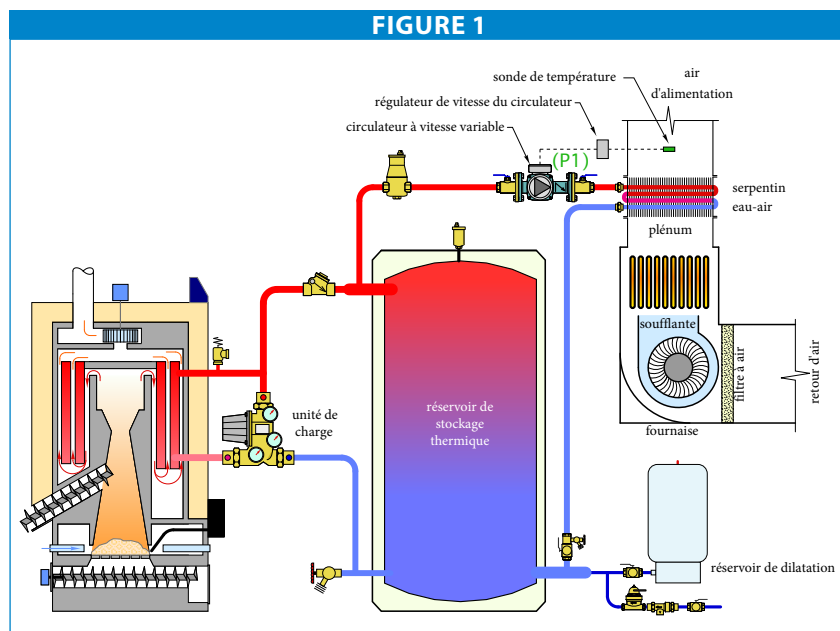 FIGURE 1
sonde de température
air
d'alimentation
régulateur de vitesse du circulateur
circulateur à vitesse variable
(P1)
serpentin
eau-air
plénum
soufflante
filtre à air
retour d'air
fournaise
unité de
charge
réservoir de
stockage
thermique
réservoir de dilatation